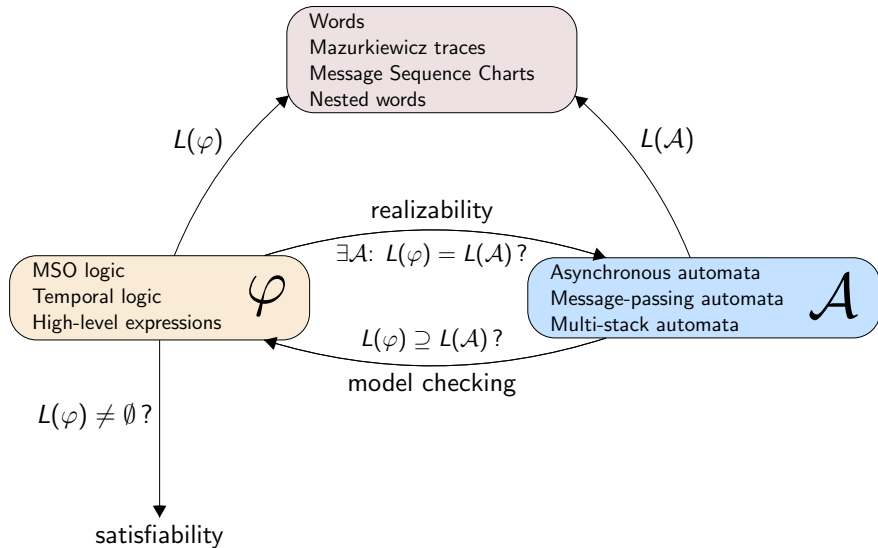 Words
Mazurkiewicz traces
Message Sequence Charts
Nested words
L(φ)
L(𝒜)
realizability
∃𝒜: L(φ) = L(𝒜) ?
MSO logic
Temporal logic
High-level expressions
φ
Asynchronous automata
Message-passing automata
Multi-stack automata
𝒜
L(φ) ⊇ L(𝒜) ?
model checking
L(φ) ≠ ∅ ?
satisfiability